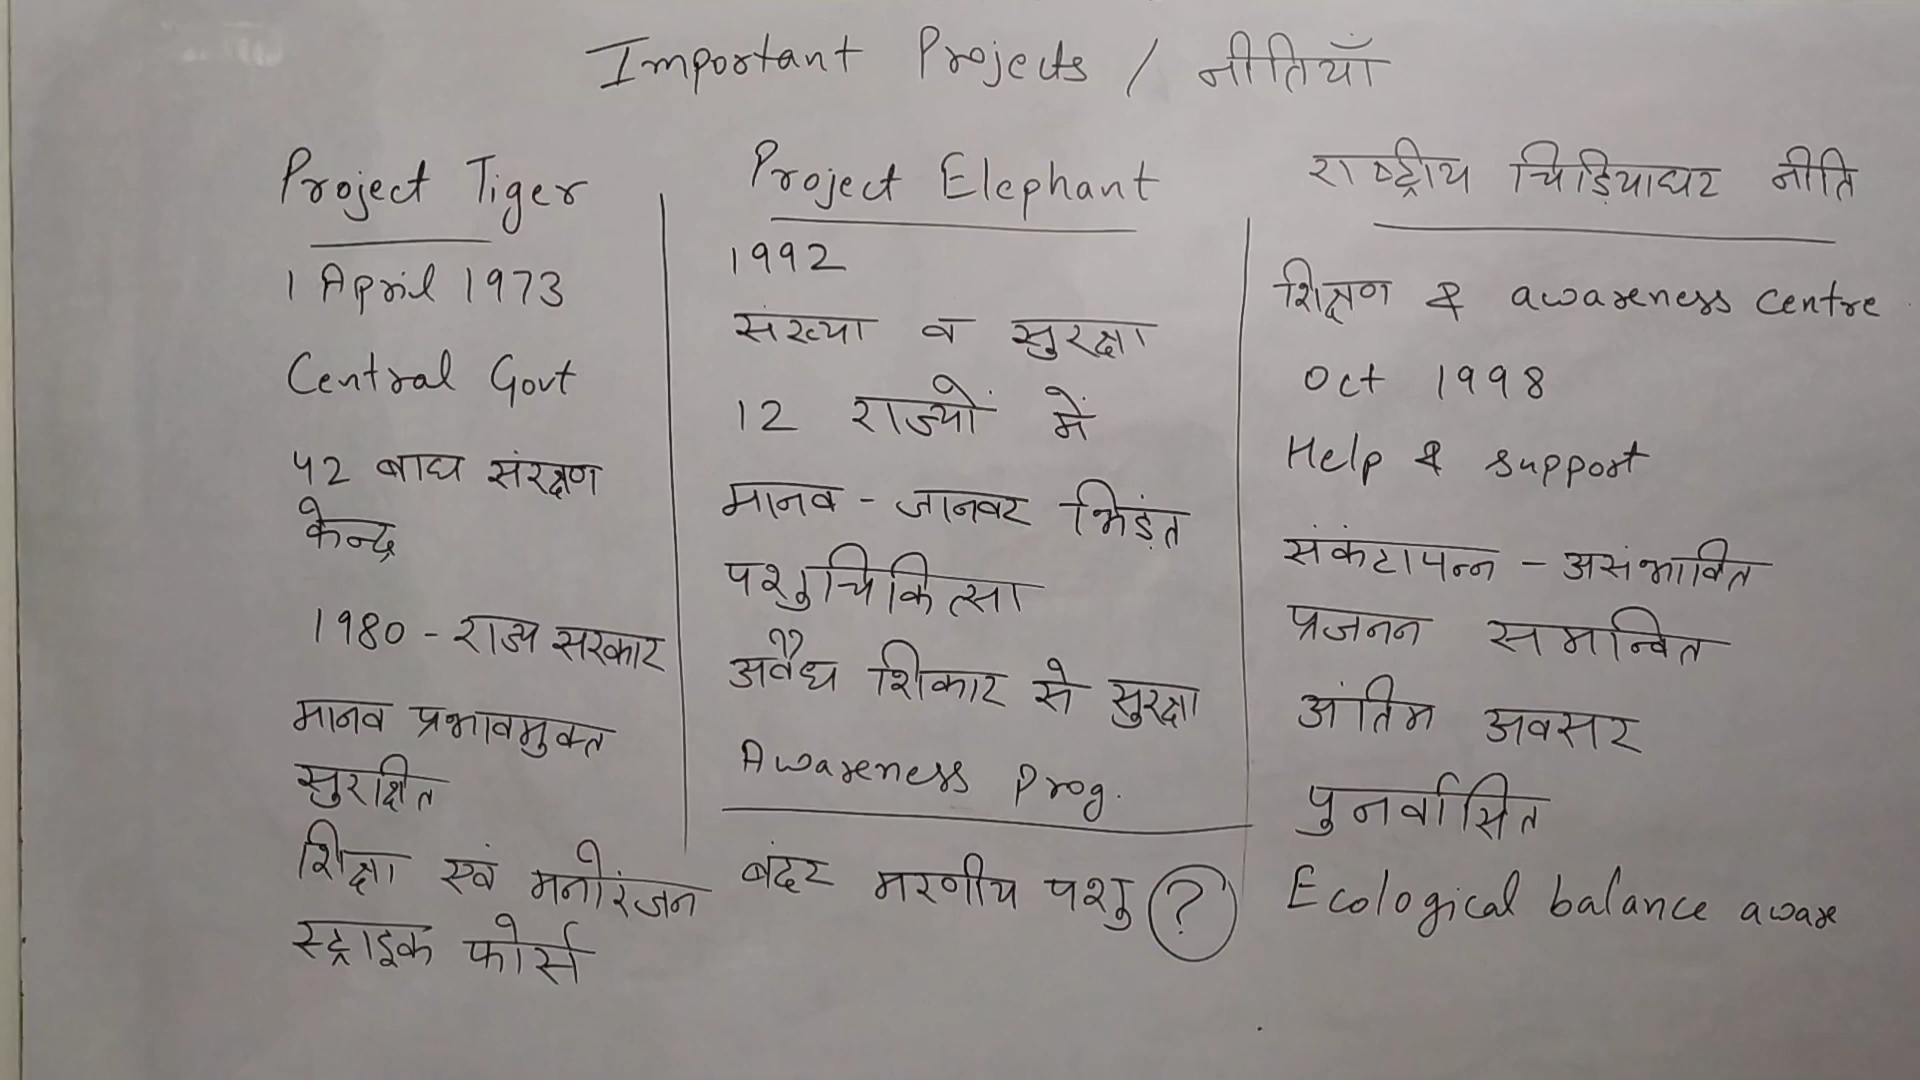 Important Projects / नीतियाँ
Project Tiger
1 April 1973
Central Govt
42 बाघ संरक्षण
केन्द्र
1980 - राज्य सरकार
मानव प्रभावमुक्त
सुरक्षित
शिक्षा एवं मनोरंजन
स्ट्राइक फोर्स
Project Elephant
1992
संख्या व सुरक्षा
12 राज्यों में
मानव - जानवर भिड़ंत
पशुचिकित्सा
अवैध शिकार से सुरक्षा
Awareness Prog.
बंदर मरणीय पशु ?
राष्ट्रीय चिड़ियाघर नीति
शिक्षण & awareness centre
Oct 1998
Help & support
संकंटापन्न - असंभावित
प्रजनन समन्वित
अंतिम अवसर
पुनर्वासित
Ecological balance aware